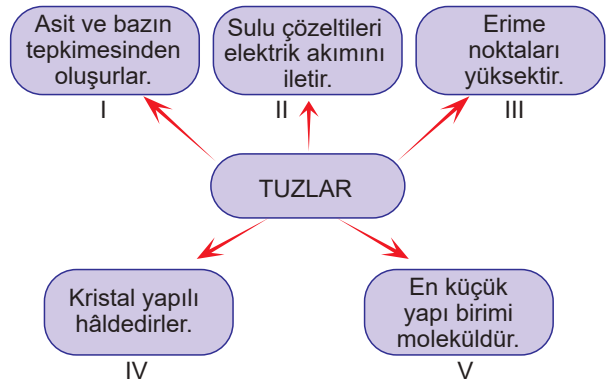 Asit ve bazın
tepkimesinden
oluşurlar.
I
Sulu çözeltileri
elektrik akımını
iletir.
II
Erime
noktaları
yüksektir.
III
TUZLAR
Kristal yapılı
hâldedirler.
IV
En küçük
yapı birimi
moleküldür.
V